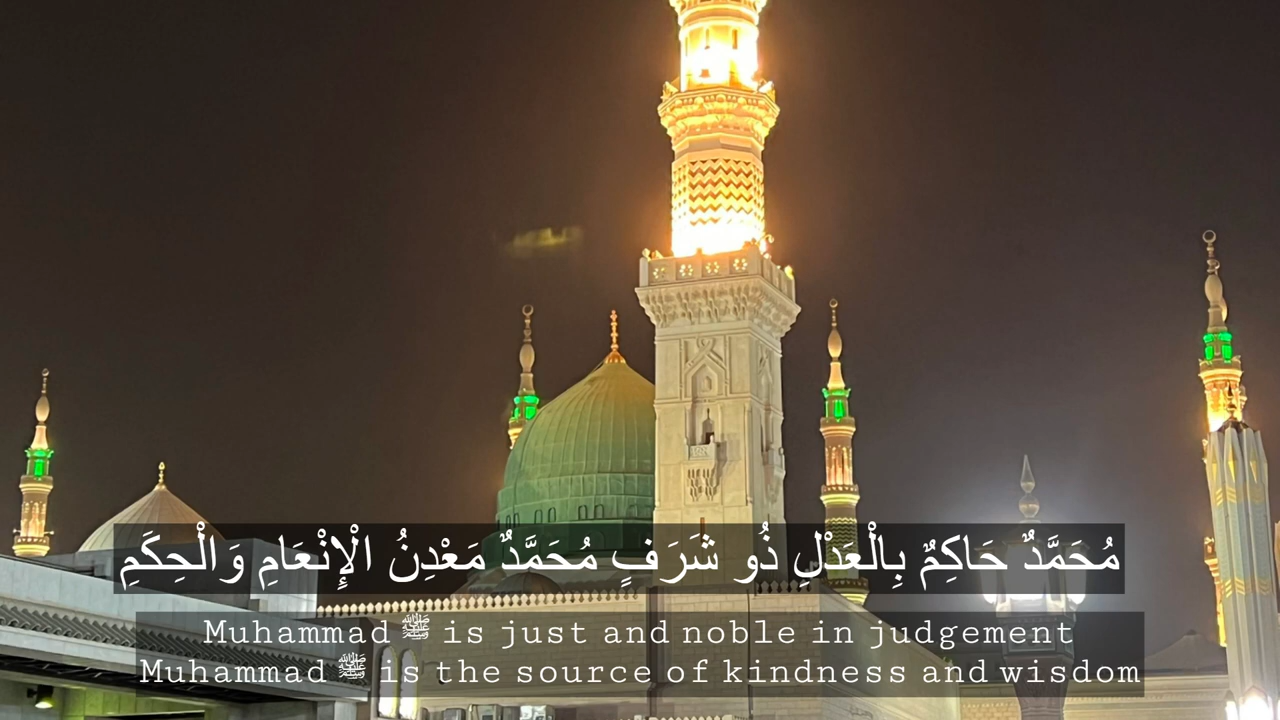 مُحَمَّدٌ حَاكِمٌ بِالْعَدْلِ ذُو شَرَفٍ مُحَمَّدٌ مَعْدِنُ الْإِنْعَامِ وَالْحِكَمِ
Muhammad ﷺ is just and noble in judgement
Muhammad ﷺ is the source of kindness and wisdom